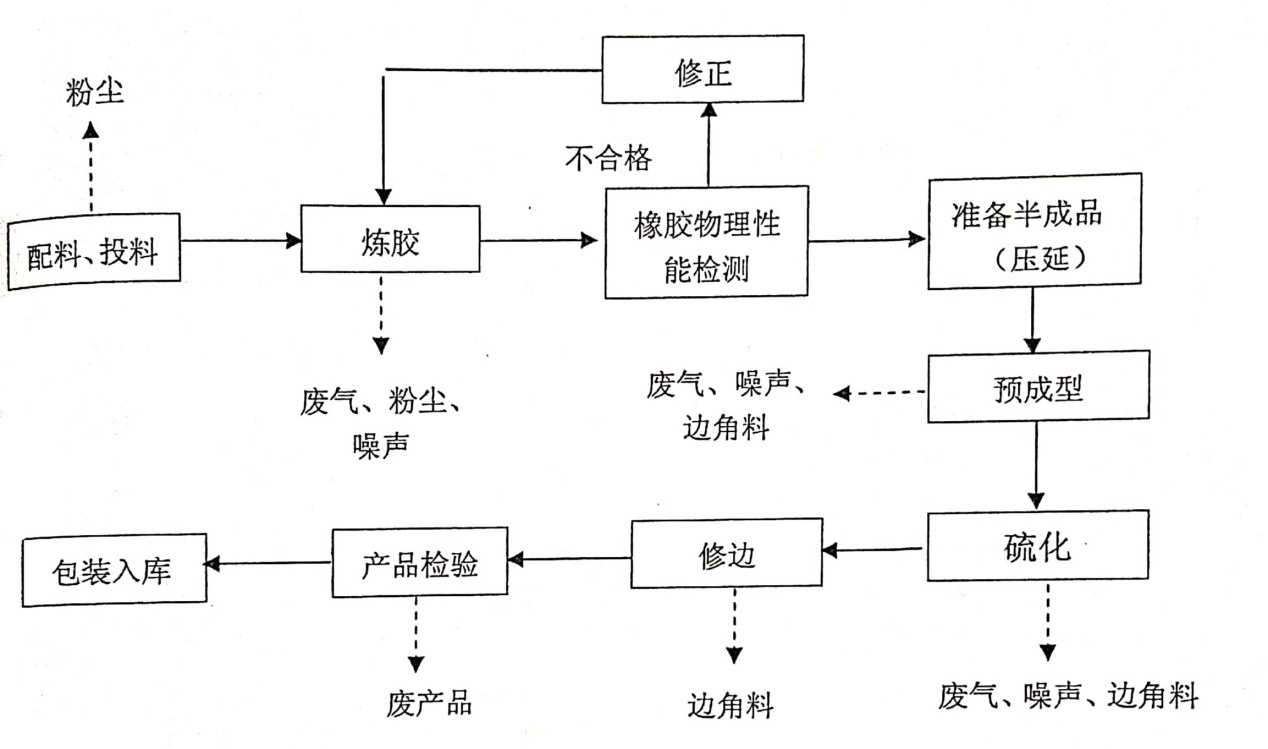 修正
粉尘
不合格
配料、投料
炼胶
橡胶物理性
能检测
准备半成品
（压延）
废气、粉尘、
噪声
废气、噪声、
边角料
预成型
包装入库
产品检验
修边
硫化
废产品
边角料
废气、噪声、边角料